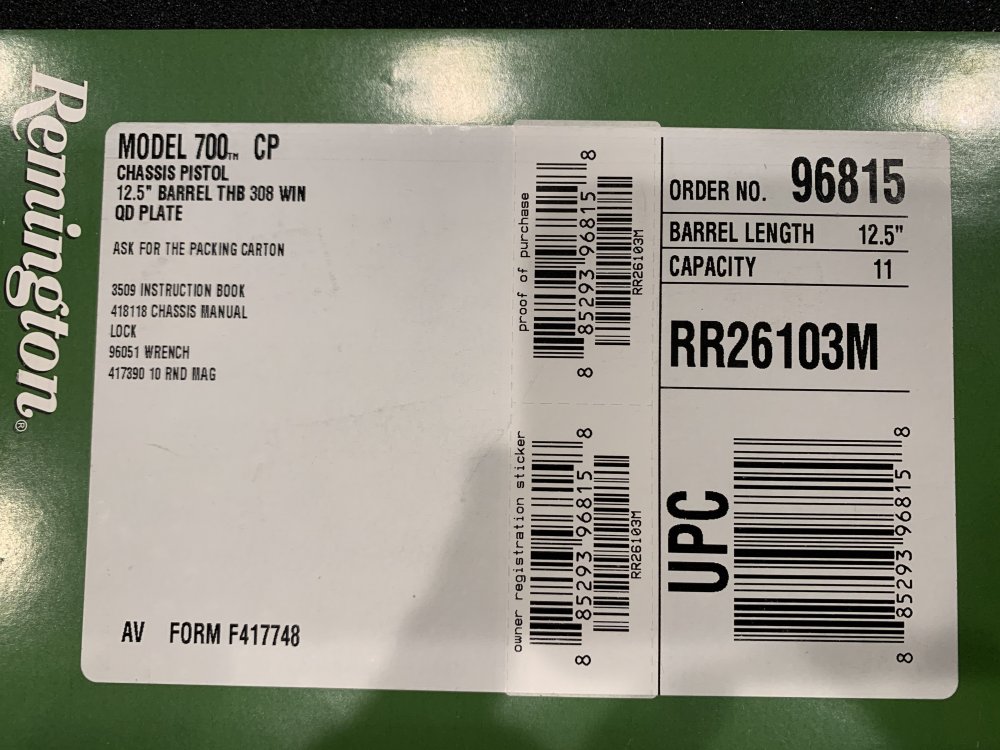 Remington®
MODEL 700™ CP
CHASSIS PISTOL
12.5" BARREL THB 308 WIN
QD PLATE
ASK FOR THE PACKING CARTON
3509 INSTRUCTION BOOK
418118 CHASSIS MANUAL
LOCK
96051 WRENCH
417390 10 RND MAG
AV FORM F417748
proof of purchase
8 85293 96815 8
RR26103M
owner registration sticker
8 85293 96815 8
RR26103M
ORDER NO. 96815
BARREL LENGTH 12.5"
CAPACITY 11
RR26103M
UPC
8 85293 96815 8